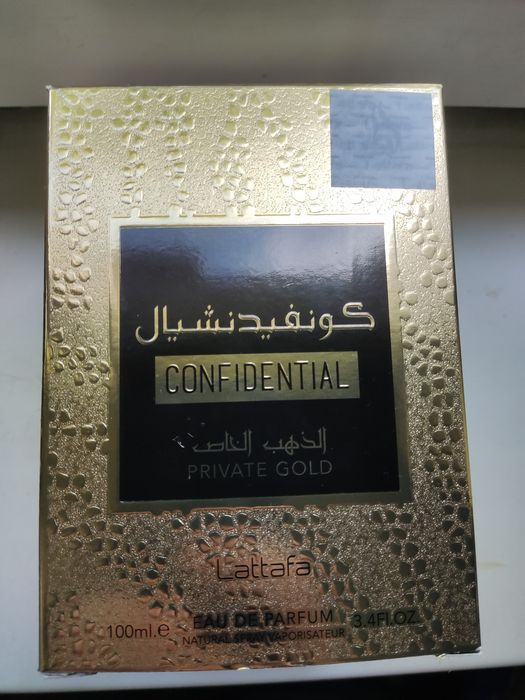 كونفيدنشيال
CONFIDENTIAL
الذهب الخاص
PRIVATE GOLD
Lattafa
100ml.e EAU DE PARFUM 3.4Fl.OZ.
NATURAL SPRAY VAPORISATEUR